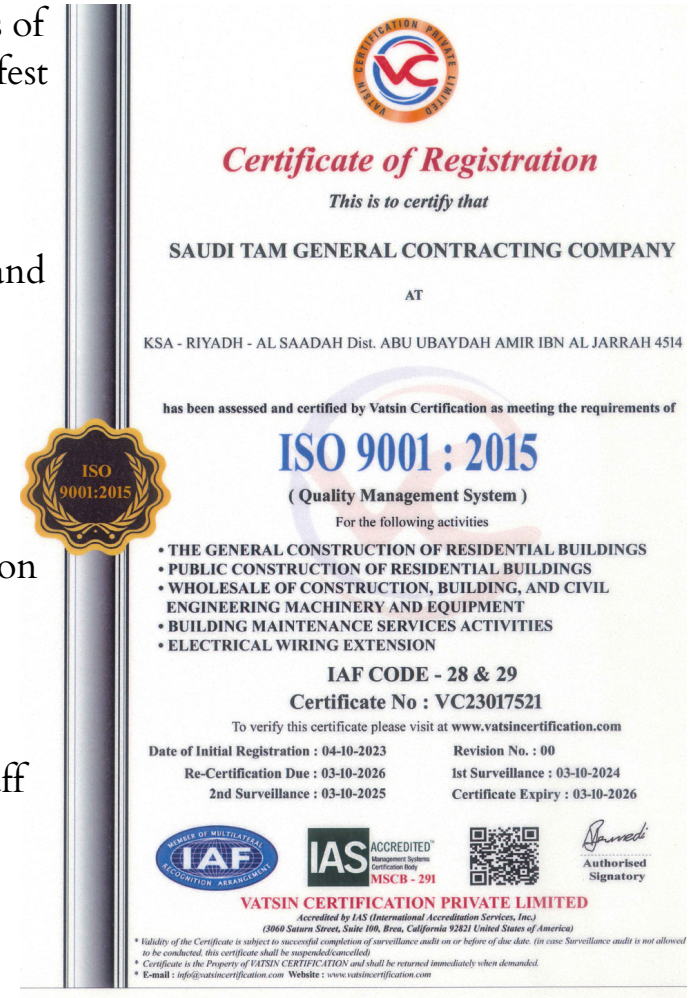 s of
fest
and
on
aff
VATSIN CERTIFICATION PRIVATE LIMITED
VC
Certificate of Registration
This is to certify that
SAUDI TAM GENERAL CONTRACTING COMPANY
AT
KSA - RIYADH - AL SAADAH Dist. ABU UBAYDAH AMIR IBN AL JARRAH 4514
has been assessed and certified by Vatsin Certification as meeting the requirements of
ISO 9001 : 2015
ISO
9001:2015
( Quality Management System )
For the following activities
• THE GENERAL CONSTRUCTION OF RESIDENTIAL BUILDINGS
• PUBLIC CONSTRUCTION OF RESIDENTIAL BUILDINGS
• WHOLESALE OF CONSTRUCTION, BUILDING, AND CIVIL
ENGINEERING MACHINERY AND EQUIPMENT
• BUILDING MAINTENANCE SERVICES ACTIVITIES
• ELECTRICAL WIRING EXTENSION
IAF CODE - 28 & 29
Certificate No : VC23017521
To verify this certificate please visit at www.vatsincertification.com
Date of Initial Registration : 04-10-2023 Revision No. : 00
Re-Certification Due : 03-10-2026 1st Surveillance : 03-10-2024
2nd Surveillance : 03-10-2025 Certificate Expiry : 03-10-2026
MEMBER OF MULTILATERAL
IAF
RECOGNITION ARRANGEMENT
IAS ACCREDITED™
Management Systems
Certification Body
MSCB - 291
Authorised
Signatory
VATSIN CERTIFICATION PRIVATE LIMITED
Accredited by IAS (International Accreditation Services, Inc.)
(3060 Saturn Street, Suite 100, Brea, California 92821 United States of America)
* Validity of the Certificate is subject to successful completion of surveillance audit on or before of due date. (in case Surveillance audit is not allowed
to be conducted, this certificate shall be suspended/cancelled)
* Certificate is the Property of VATSIN CERTIFICATION and shall be returned immediately when demanded.
* E-mail : info@vatsincertification.com Website : www.vatsincertification.com